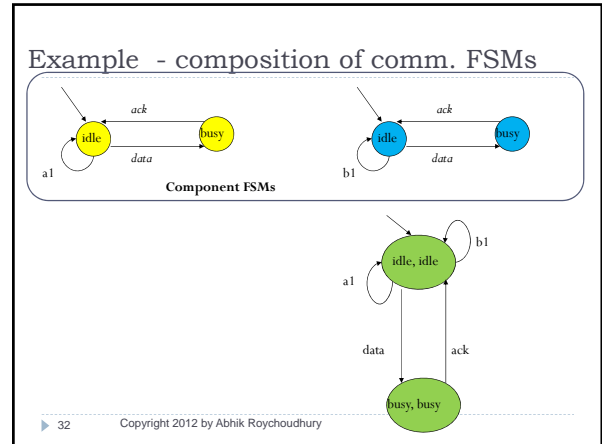 Example - composition of comm. FSMs
ack
idle
busy
a1
data
ack
idle
busy
b1
data
Component FSMs
idle, idle
b1
a1
data
ack
busy, busy
32
Copyright 2012 by Abhik Roychoudhury